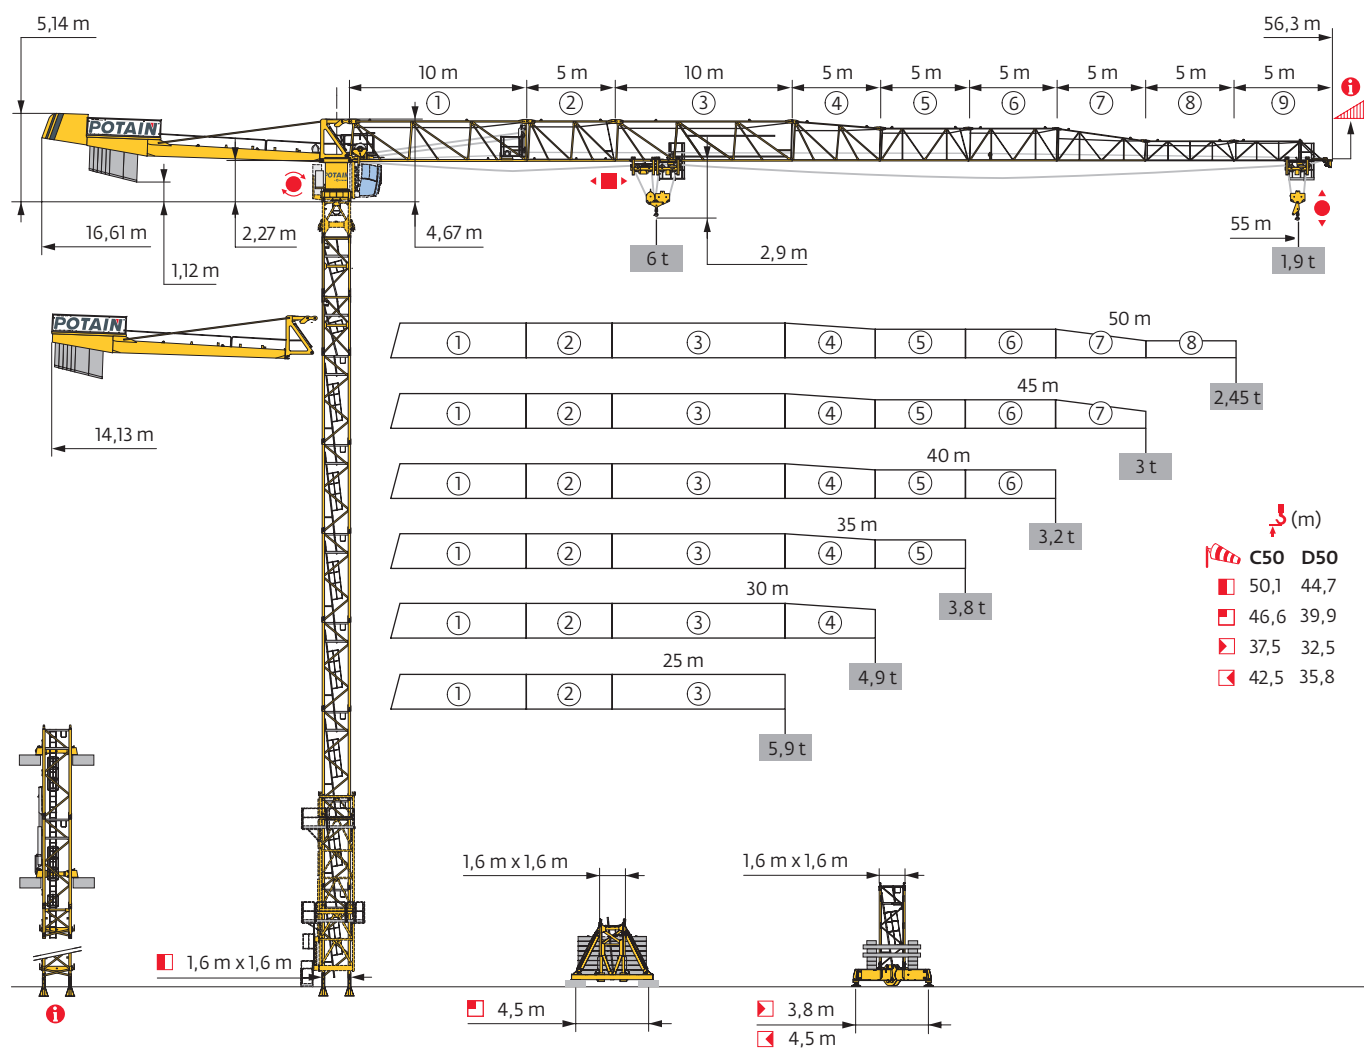 5,14 m
56,3 m
10 m 5 m 10 m 5 m 5 m 5 m 5 m 5 m 5 m
① ② ③ ④ ⑤ ⑥ ⑦ ⑧ ⑨
i
POTAIN
POTAIN
16,61 m
2,27 m
4,67 m
1,12 m
6 t
2,9 m
55 m
1,9 t
POTAIN
14,13 m
50 m
① ② ③ ④ ⑤ ⑥ ⑦ ⑧
2,45 t
45 m
① ② ③ ④ ⑤ ⑥ ⑦
3 t
40 m
① ② ③ ④ ⑤ ⑥
3,2 t
35 m
① ② ③ ④ ⑤
3,8 t
30 m
① ② ③ ④
4,9 t
25 m
① ② ③
5,9 t
(m)
C50 D50
50,1 44,7
46,6 39,9
37,5 32,5
42,5 35,8
1,6 m x 1,6 m
1,6 m x 1,6 m
1,6 m x 1,6 m
i
4,5 m
3,8 m
4,5 m